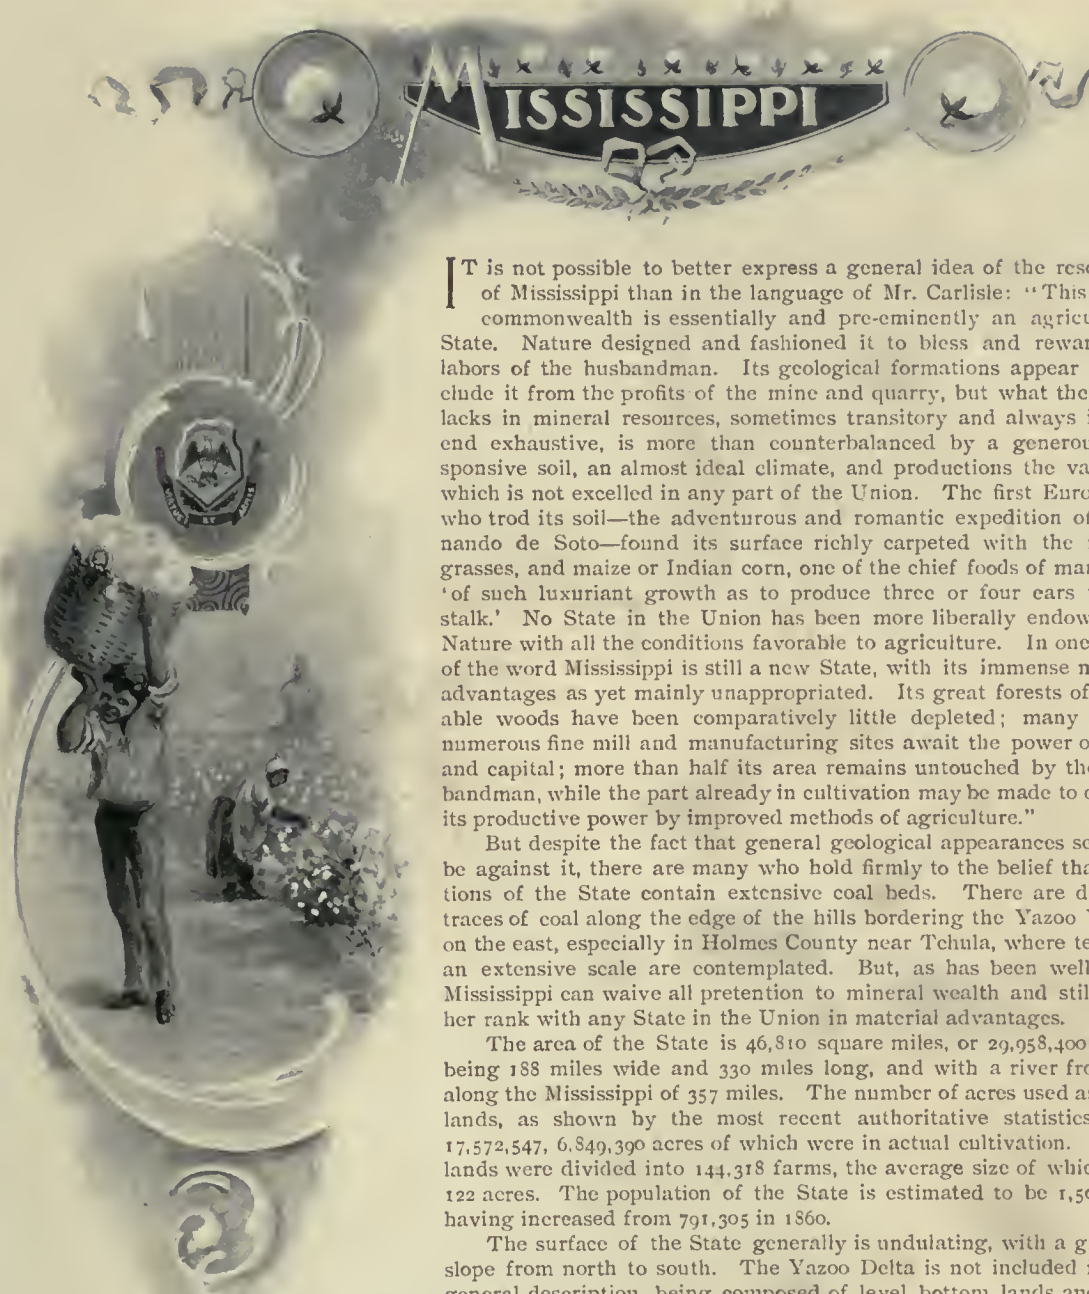 MISSISSIPPI
IT is not possible to better express a general idea of the
of Mississippi than in the language of Mr. Carlisle: "This
commonwealth is essentially and pre-eminently an
State. Nature designed and fashioned it to bless and
labors of the husbandman. Its geological formations appear
clude it from the profits of the mine and quarry, but what
lacks in mineral resources, sometimes transitory and always
end exhaustive, is more than counterbalanced by a
sponsive soil, an almost ideal climate, and productions the
which is not excelled in any part of the Union. The first
who trod its soil—the adventurous and romantic expedition
nando de Soto—found its surface richly carpeted with the
grasses, and maize or Indian corn, one of the chief foods of
'of such luxuriant growth as to produce three or four ears
stalk.' No State in the Union has been more liberally
Nature with all the conditions favorable to agriculture. In one
of the word Mississippi is still a new State, with its immense
advantages as yet mainly unappropriated. Its great forests of
able woods have been comparatively little depleted; many
numerous fine mill and manufacturing sites await the power
and capital; more than half its area remains untouched by
bandman, while the part already in cultivation may be made to
its productive power by improved methods of agriculture."
But despite the fact that general geological appearances
be against it, there are many who hold firmly to the belief
tions of the State contain extensive coal beds. There are
traces of coal along the edge of the hills bordering the Yazoo
on the east, especially in Holmes County near Tchula, where
an extensive scale are contemplated. But, as has been well
Mississippi can waive all pretention to mineral wealth and
her rank with any State in the Union in material advantages.
The area of the State is 46,810 square miles, or 29,958,400
being 188 miles wide and 330 miles long, and with a river
along the Mississippi of 357 miles. The number of acres used
lands, as shown by the most recent authoritative statistics
17,572,547, 6,849,390 acres of which were in actual cultivation.
lands were divided into 144,318 farms, the average size of
122 acres. The population of the State is estimated to be
having increased from 791,305 in 1860.
The surface of the State generally is undulating, with a
slope from north to south. The Yazoo Delta is not included
general description, being composed of level bottom lands and